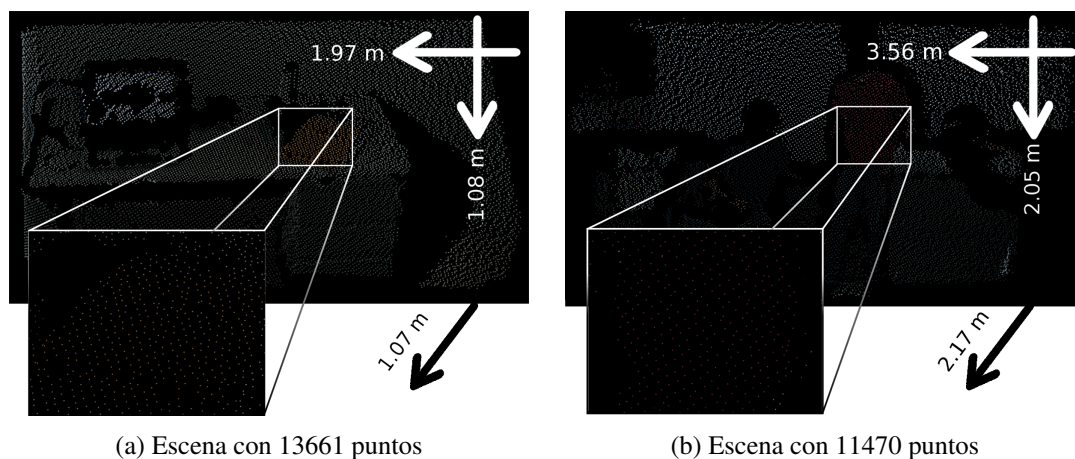 1.97 m
1.08 m
1.07 m
(a) Escena con 13661 puntos
3.56 m
2.05 m
2.17 m
(b) Escena con 11470 puntos